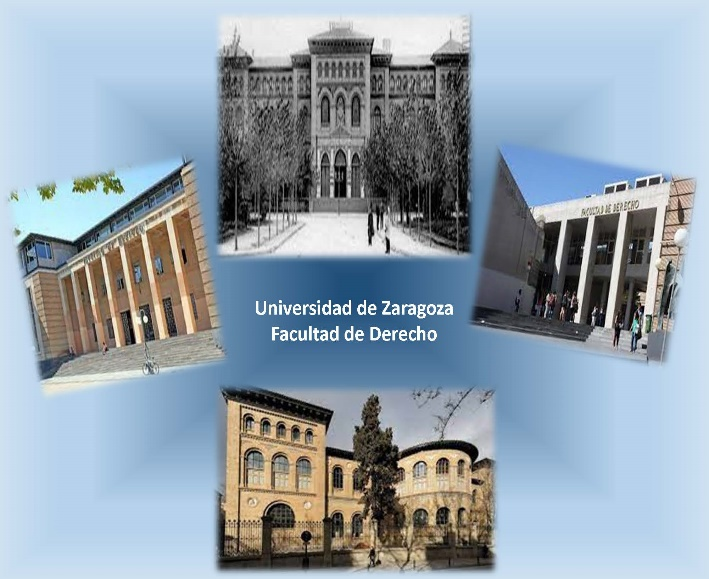 FACULTAD DE DERECHO
Universidad de Zaragoza
Facultad de Derecho